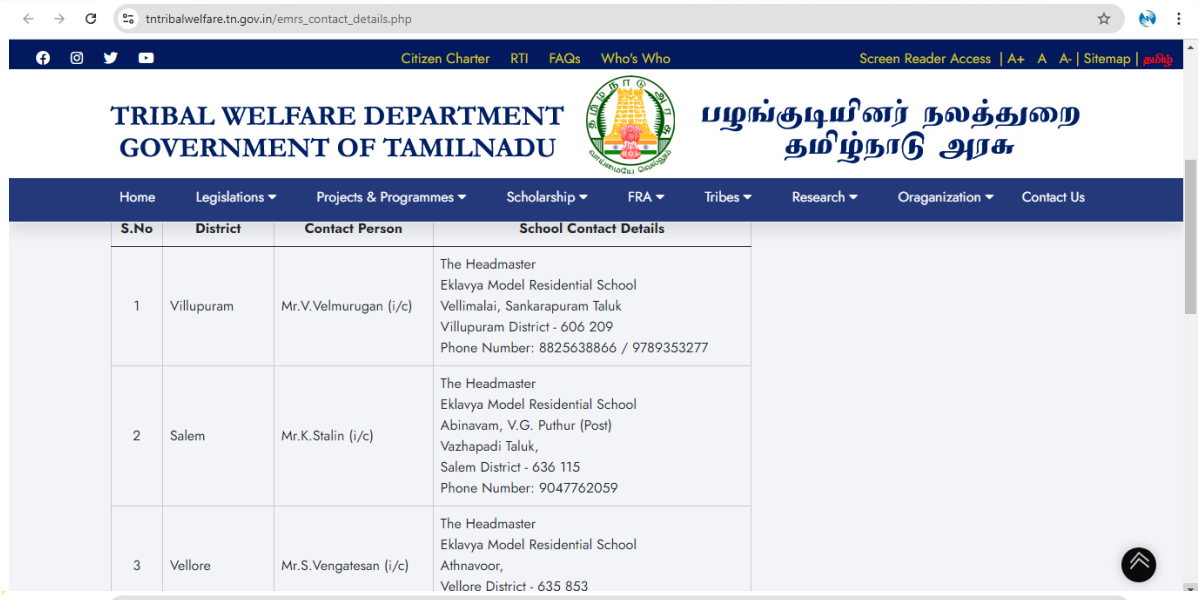 tntribalwelfare.tn.gov.in/emrs_contact_details.php
Citizen Charter RTI FAQs Who's Who
Screen Reader Access | A+ A A- | Sitemap | தமிழ்
TRIBAL WELFARE DEPARTMENT
GOVERNMENT OF TAMILNADU
பழங்குடியினர் நலத்துறை
தமிழ்நாடு அரசு
Home Legislations Projects & Programmes Scholarship FRA Tribes Research Oraganization Contact Us
S.No District Contact Person School Contact Details
The Headmaster
Eklavya Model Residential School
1 Villupuram Mr.V.Velmurugan (i/c) Vellimalai, Sankarapuram Taluk
Villupuram District - 606 209
Phone Number: 8825638866 / 9789353277
The Headmaster
Eklavya Model Residential School
Abinavam, V.G. Puthur (Post)
2 Salem Mr.K.Stalin (i/c) Vazhapadi Taluk,
Salem District - 636 115
Phone Number: 9047762059
The Headmaster
Eklavya Model Residential School
3 Vellore Mr.S.Vengatesan (i/c) Athnavoor,
Vellore District - 635 853